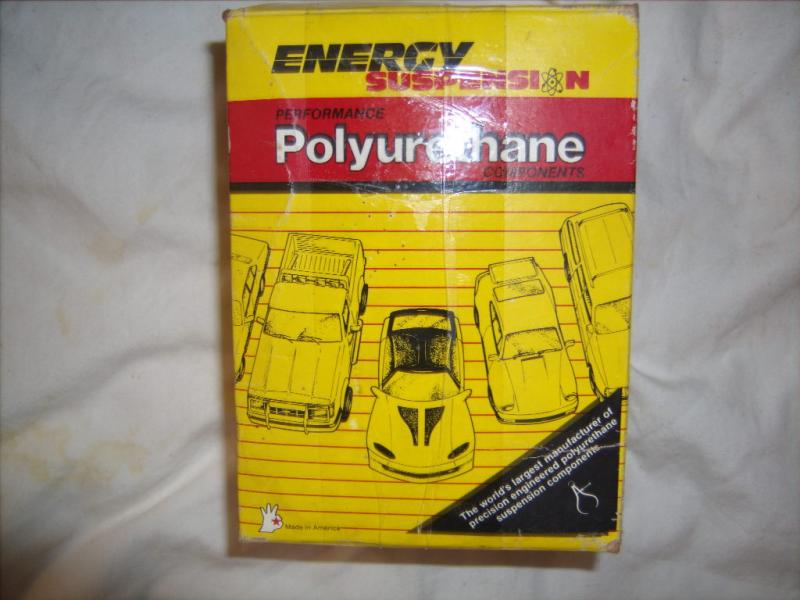 ENERGY
SUSPENSION
PERFORMANCE
Polyurethane
COMPONENTS
The world's largest manufacturer of
precision engineered polyurethane
suspension components
Made in America